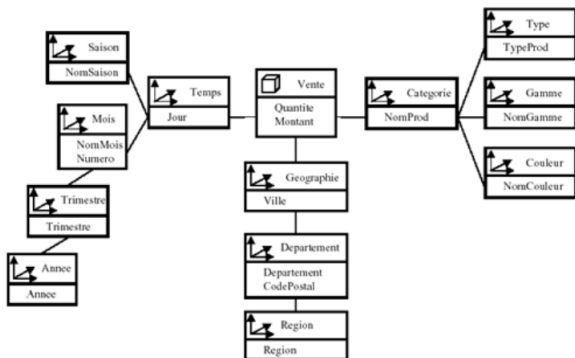 Saison
NomSaison
Mois
NomMois
Numero
Trimestre
Trimestre
Annee
Annee
Temps
Jour
Vente
Quantite
Montant
Geographie
Ville
Departement
Departement
CodePostal
Region
Region
Categorie
NomProd
Type
TypeProd
Gamme
NomGamme
Couleur
NomCouleur